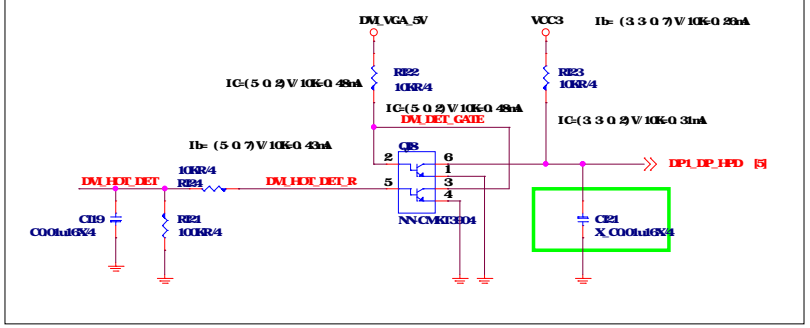 DVI_VGA_5V
VCC3
Ib= (3.3-0.7)V/10K=0.26mA
R122
10KR/4
R123
10KR/4
IC=(5-0.2)V/10K=0.48mA
IC=(5-0.2)V/10K=0.48mA
DVI_DET_GATE
IC=(3.3-0.2)V/10K=0.31mA
Ib= (5-0.7)V/10K=0.43mA
Q18
2
6
1
5
3
4
DP1_DP_HPD [5]
10KR/4
R124
DVI_HOT_DET
DVI_HOT_DET_R
C119
C0.01u16X/4
R121
100KR/4
NN-CMKT3904
C121
X_C0.01u16X/4